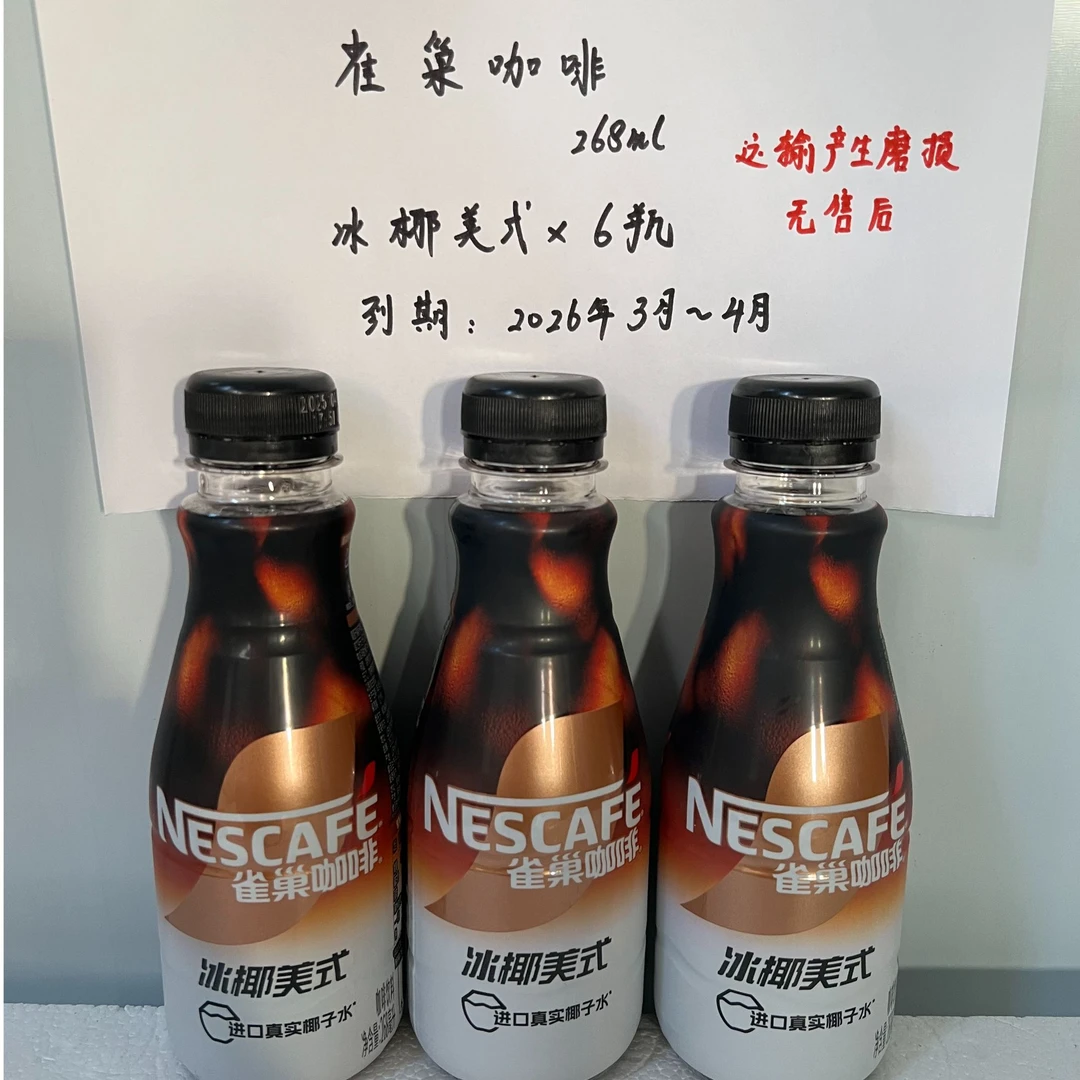 雀巢咖啡
268ml
运输产生磨损
无售后
冰椰美式×6瓶
到期：2026年3月~4月
NESCAFÉ
雀巢咖啡
冰椰美式
进口真实椰子水*
NESCAFÉ
雀巢咖啡
冰椰美式
进口真实椰子水*
NESCAFÉ
雀巢咖啡
冰椰美式
进口真实椰子水*